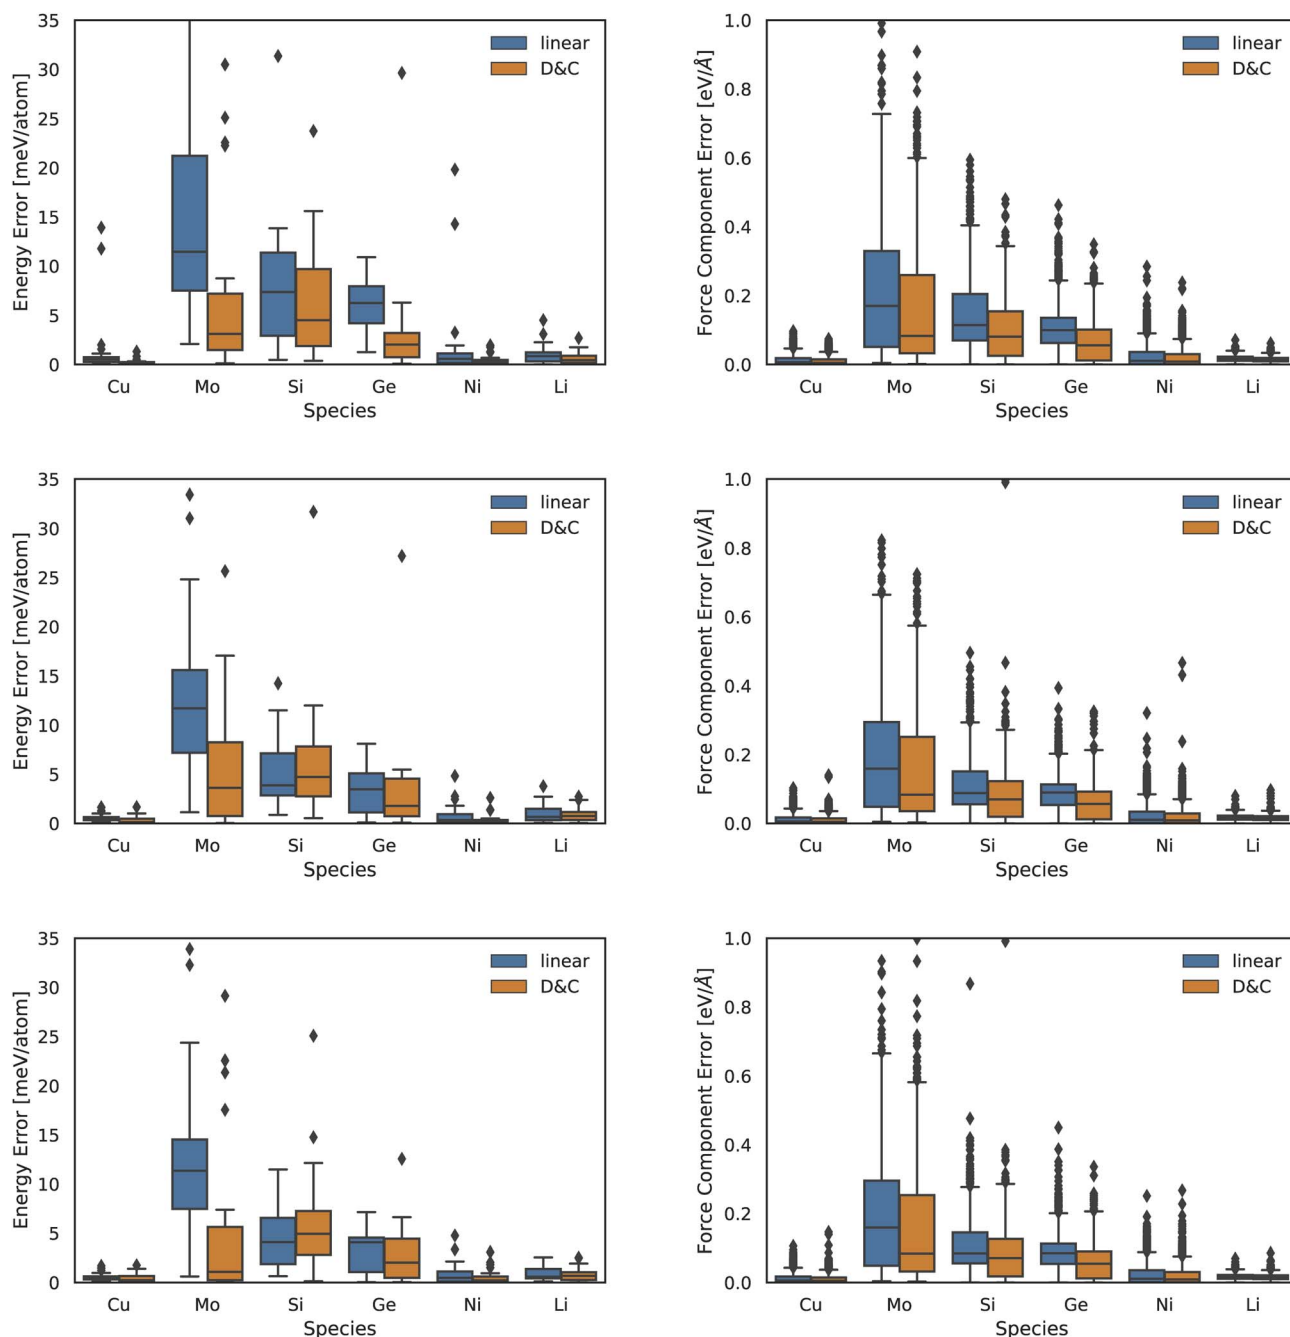 Energy Error [meV/atom]
35
30
25
20
15
10
5
0
linear
D&C
Cu Mo Si Ge Ni Li
Species
Force Component Error [eV/Å]
1.0
0.8
0.6
0.4
0.2
0.0
linear
D&C
Cu Mo Si Ge Ni Li
Species
Energy Error [meV/atom]
35
30
25
20
15
10
5
0
linear
D&C
Cu Mo Si Ge Ni Li
Species
Force Component Error [eV/Å]
1.0
0.8
0.6
0.4
0.2
0.0
linear
D&C
Cu Mo Si Ge Ni Li
Species
Energy Error [meV/atom]
35
30
25
20
15
10
5
0
linear
D&C
Cu Mo Si Ge Ni Li
Species
Force Component Error [eV/Å]
1.0
0.8
0.6
0.4
0.2
0.0
linear
D&C
Cu Mo Si Ge Ni Li
Species